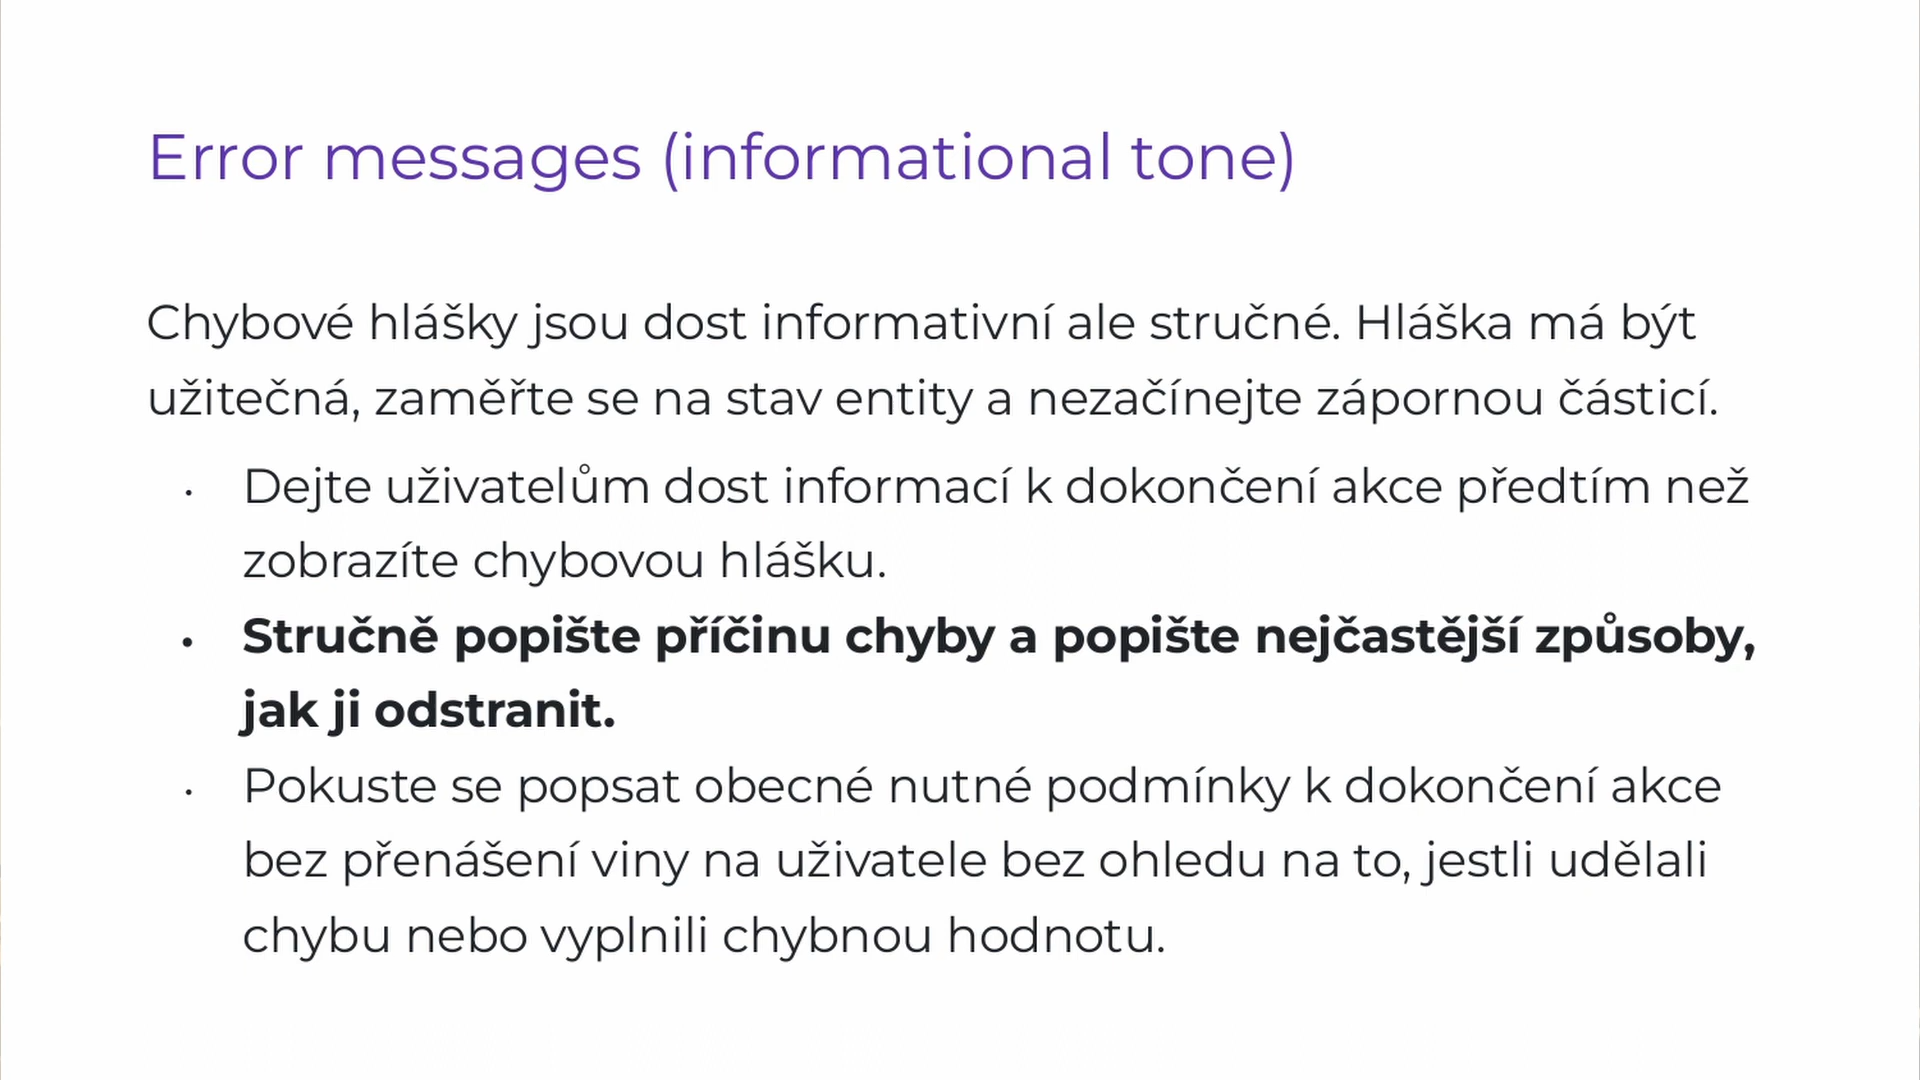 Error messages (informational tone)
Chybové hlášky jsou dost informativní ale stručné. Hláška má být
užitečná, zaměřte se na stav entity a nezačínejte zápornou částicí.
· Dejte uživatelům dost informací k dokončení akce předtím než
zobrazíte chybovou hlášku.
· Stručně popište příčinu chyby a popište nejčastější způsoby,
jak ji odstranit.
· Pokuste se popsat obecné nutné podmínky k dokončení akce
bez přenášení viny na uživatele bez ohledu na to, jestli udělali
chybu nebo vyplnili chybnou hodnotu.